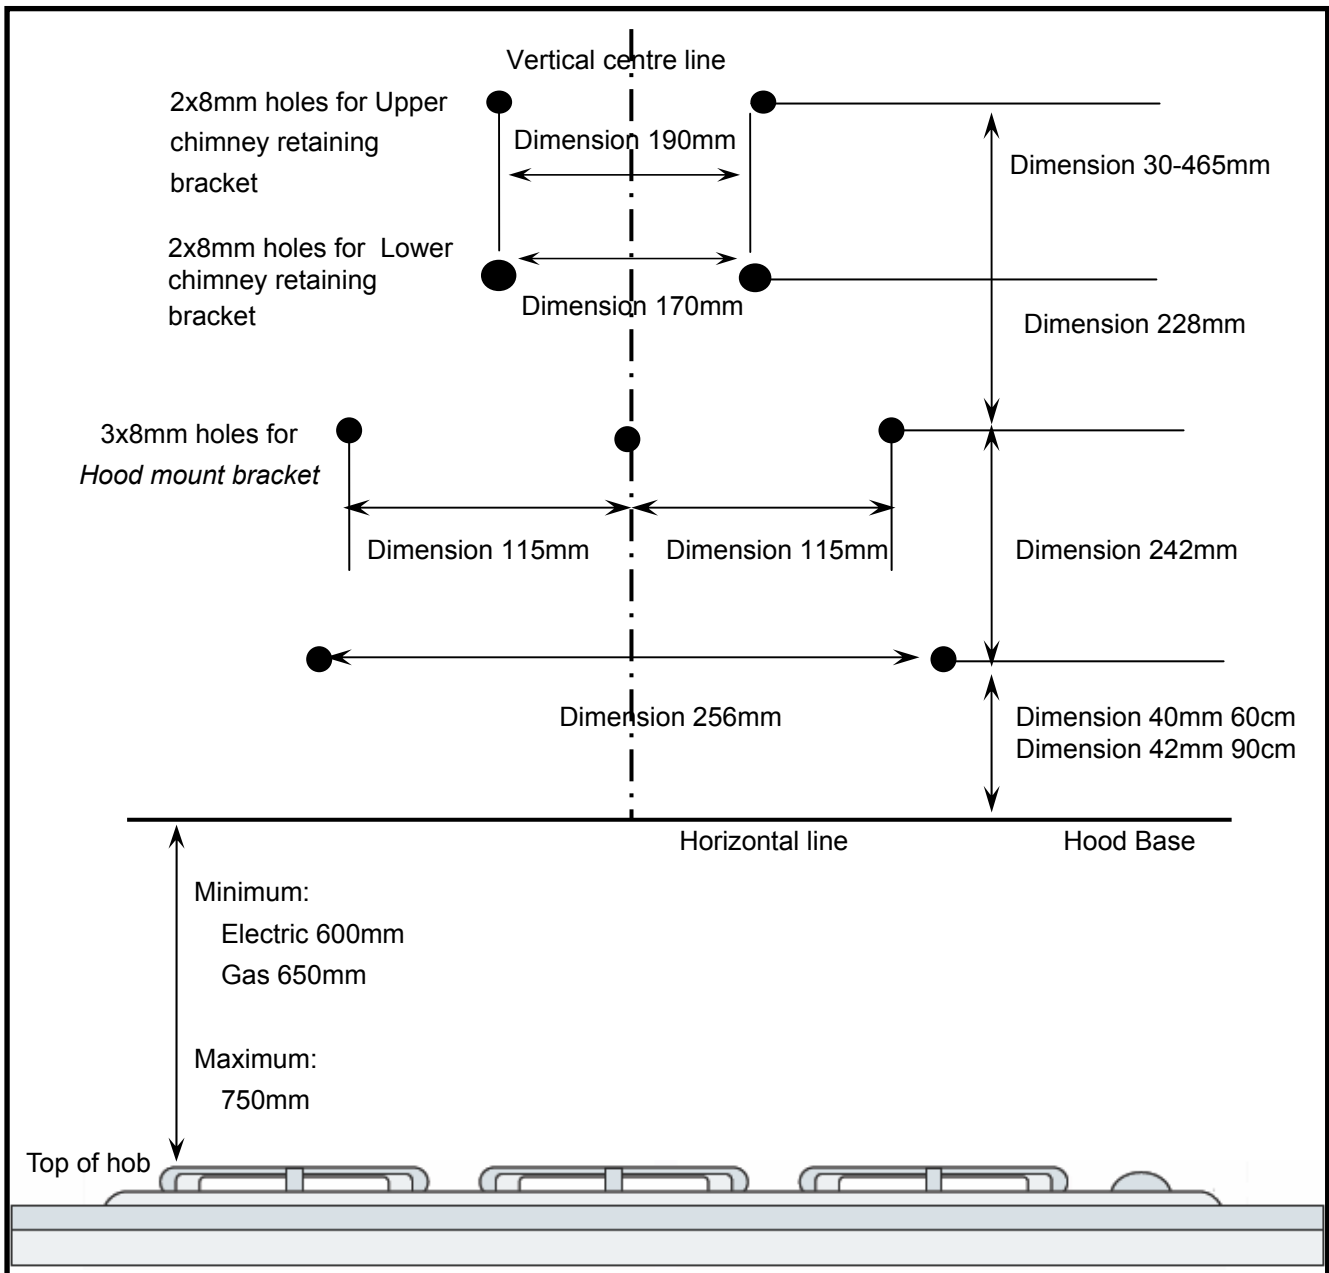 Vertical centre line
2x8mm holes for Upper
chimney retaining
bracket
Dimension 190mm
Dimension 30-465mm
2x8mm holes for Lower
chimney retaining
bracket
Dimension 170mm
Dimension 228mm
3x8mm holes for
Hood mount bracket
Dimension 115mm
Dimension 115mm
Dimension 242mm
Dimension 256mm
Dimension 40mm 60cm
Dimension 42mm 90cm
Horizontal line
Hood Base
Minimum:
Electric 600mm
Gas 650mm
Maximum:
750mm
Top of hob